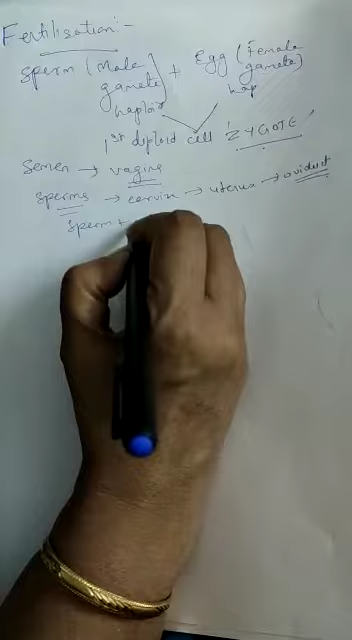 Fertilisation:-
Sperm (Male gamete) haploid + Egg (Female gamete) hap
1st diploid cell 'ZYGOTE'
Semen → vagina
Sperms → cervix → uterus → oviduct
Sperm +